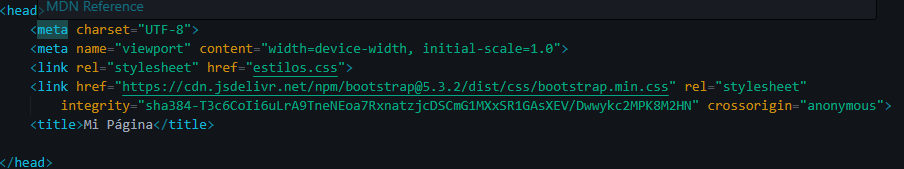 MDN Reference
<head>
<meta charset="UTF-8">
<meta name="viewport" content="width=device-width, initial-scale=1.0">
<link rel="stylesheet" href="estilos.css">
<link href="https://cdn.jsdelivr.net/npm/bootstrap@5.3.2/dist/css/bootstrap.min.css" rel="stylesheet"
integrity="sha384-T3c6CoIi6uLrA9TneNEoa7RxnatzjcDSCmG1MXxSR1GAsXEV/Dwwykc2MPK8M2HN" crossorigin="anonymous">
<title>Mi Página</title>
</head>